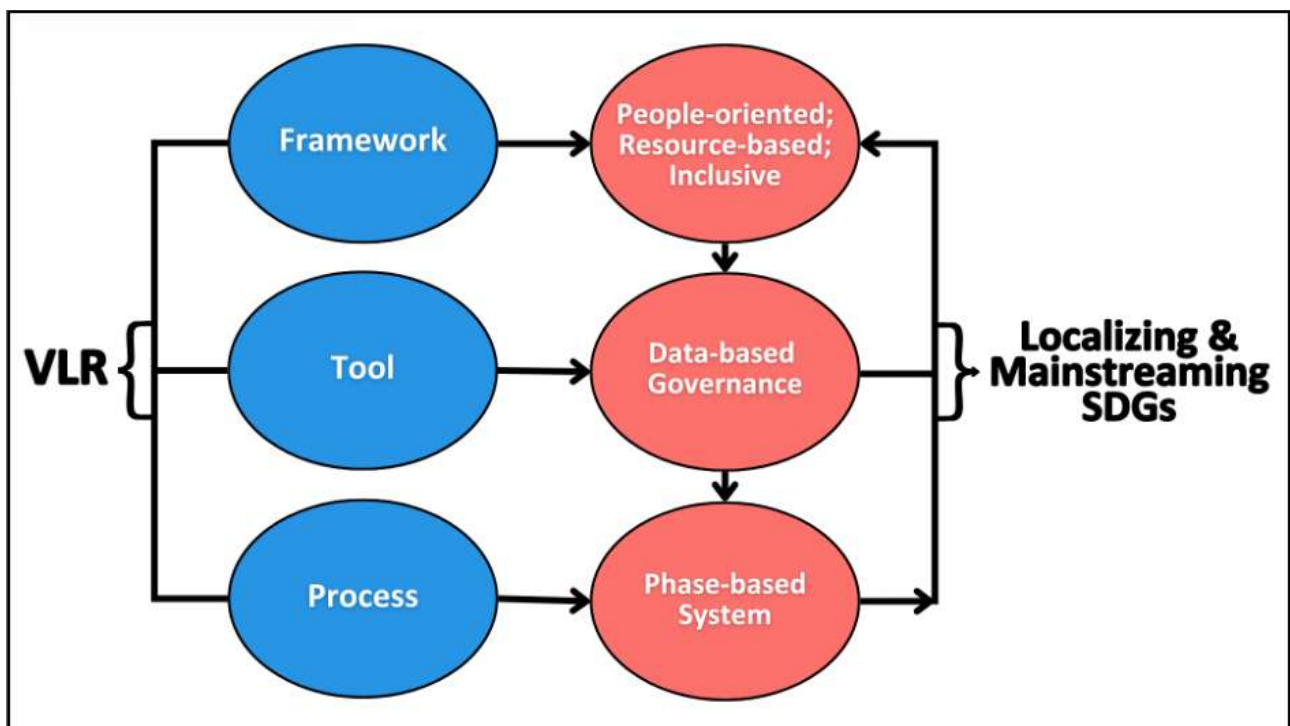 VLR
Framework
People-oriented;
Resource-based;
Inclusive
Tool
Data-based
Governance
Process
Phase-based
System
Localizing &
Mainstreaming
SDGs